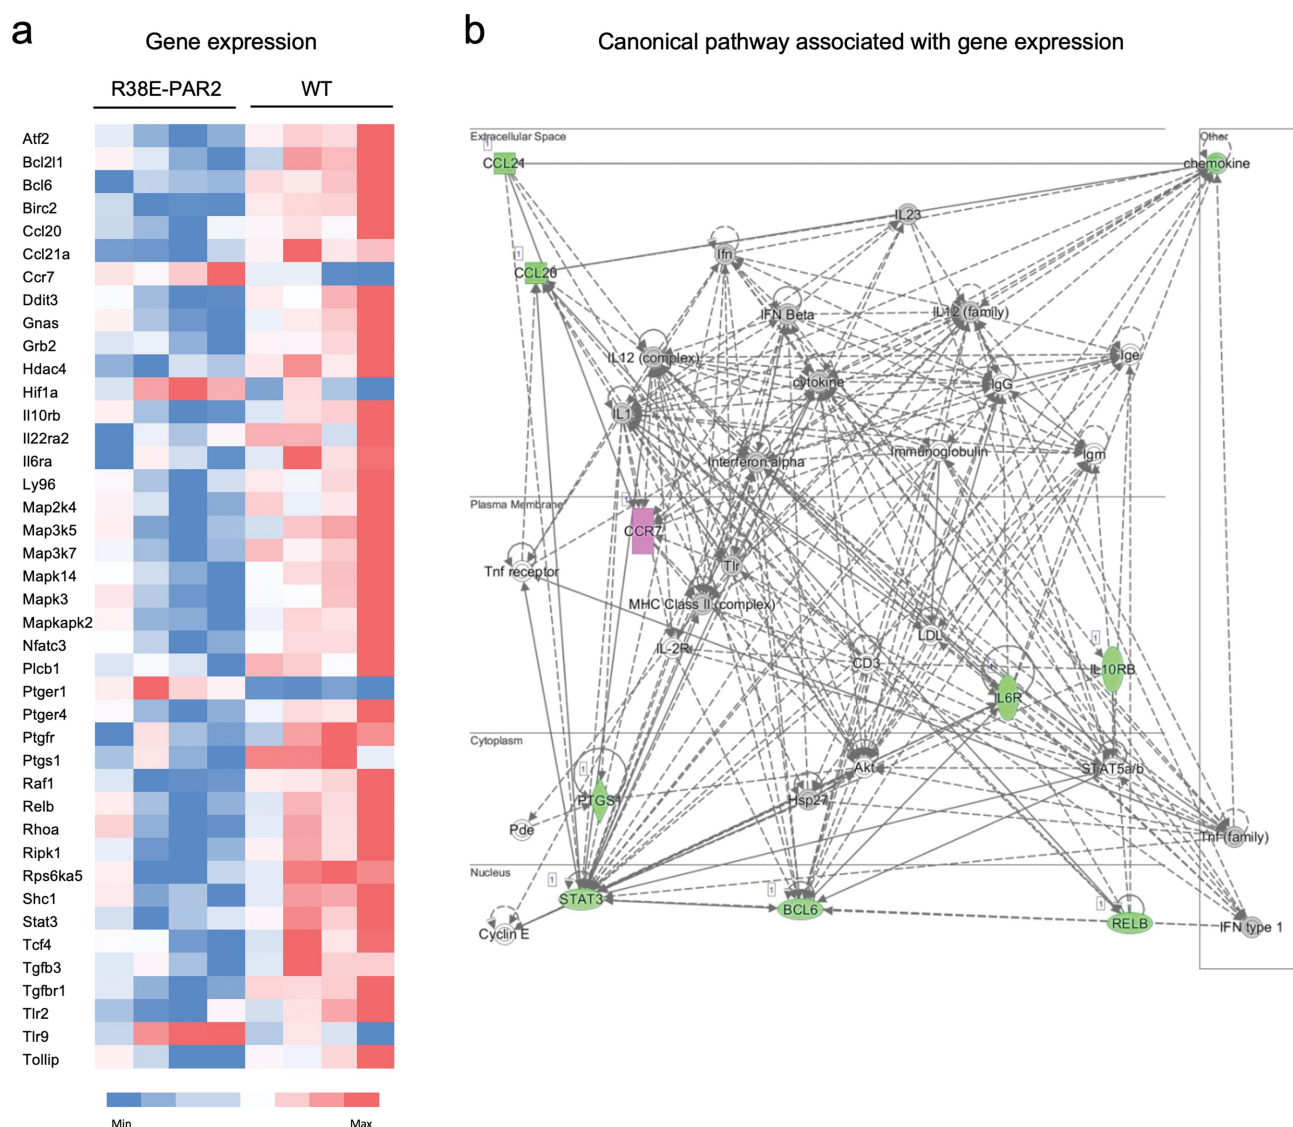 a
Gene expression
R38E-PAR2 WT
Atf2
Bcl2l1
Bcl6
Birc2
Ccl20
Ccl21a
Ccr7
Ddit3
Gnas
Grb2
Hdac4
Hif1a
Il10rb
Il22ra2
Il6ra
Ly96
Map2k4
Map3k5
Map3k7
Mapk14
Mapk3
Mapkapk2
Nfatc3
Plcb1
Ptger1
Ptger4
Ptgfr
Ptgs1
Raf1
Relb
Rhoa
Ripk1
Rps6ka5
Shc1
Stat3
Tcf4
Tgfb3
Tgfbr1
Tlr2
Tlr9
Tollip
Min Max
b
Canonical pathway associated with gene expression
Extracellular Space
Other
CCL21
chemokine
IL23
Ifn
CCL20
IFN Beta
IL12 (family)
IL12 (complex)
Ige
cytokine
IgG
IL1
Interferon alpha
Immunoglobulin
Igm
Plasma Membrane
CCR7
Tnf receptor
Tlr
MHC Class II (complex)
IL-2R
LDL
CD3
IL10RB
IL6R
Cytoplasm
Akt
STAT5a/b
PTGS1
Hsp27
Pde
Tnf (family)
Nucleus
STAT3
BCL6
RELB
Cyclin E
IFN type 1